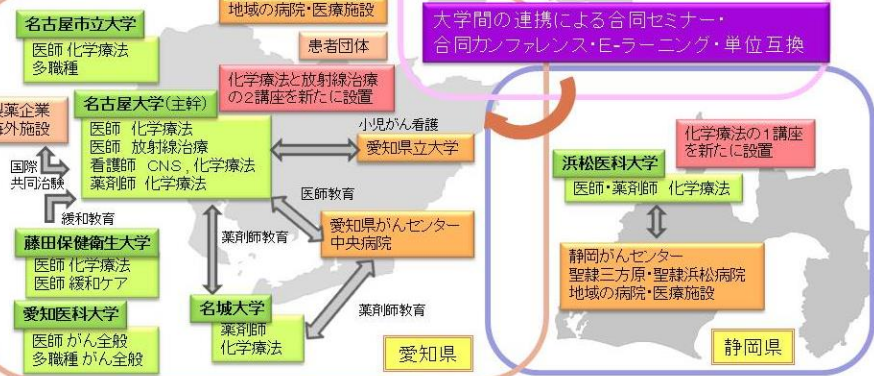 地域の病院・医療施設
大学間の連携による合同セミナー・
合同カンファレンス・E-ラーニング・単位互換
名古屋市立大学
医師 化学療法
多職種
患者団体
化学療法と放射線治療
の2講座を新たに設置
製薬企業
海外施設
名古屋大学(主幹)
医師 化学療法
医師 放射線治療
看護師 CNS,化学療法
薬剤師 化学療法
小児がん看護
愛知県立大学
国際
共同治験
緩和教育
医師教育
薬剤師教育
愛知県がんセンター
中央病院
藤田保健衛生大学
医師 化学療法
医師 緩和ケア
愛知医科大学
医師 がん全般
多職種 がん全般
名城大学
薬剤師
化学療法
薬剤師教育
愛知県
化学療法の1講座
を新たに設置
浜松医科大学
医師・薬剤師 化学療法
静岡がんセンター
聖隷三方原・聖隷浜松病院
地域の病院・医療施設
静岡県